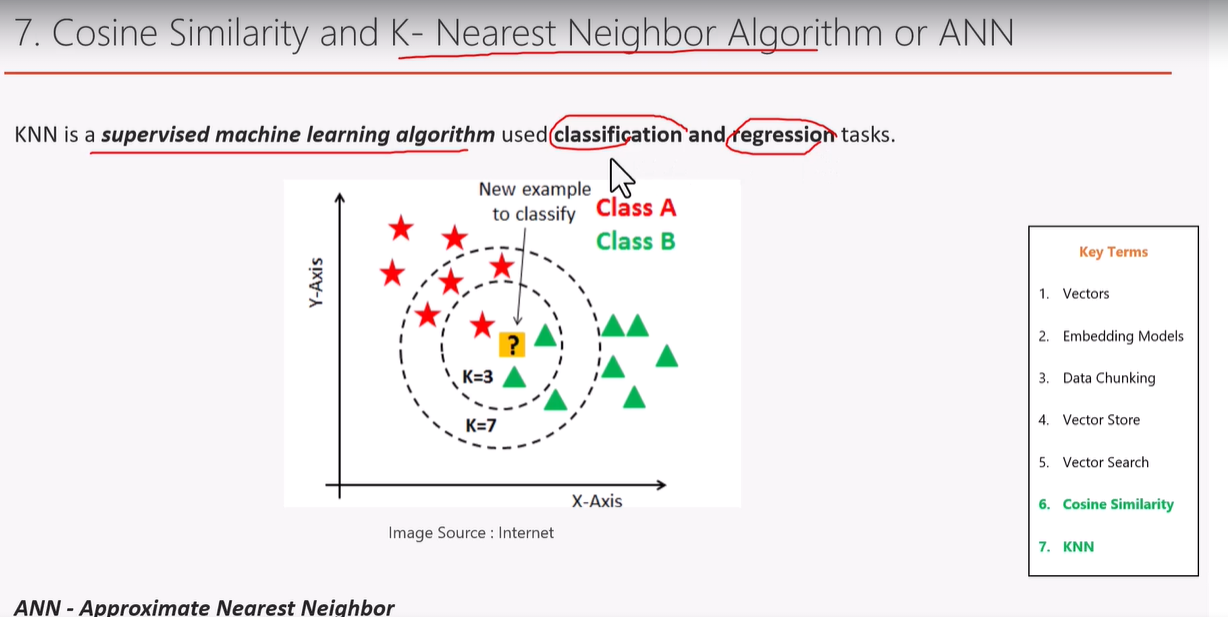 7. Cosine Similarity and K- Nearest Neighbor Algorithm or ANN
KNN is a supervised machine learning algorithm used classification and regression tasks.
New example
to classify
Class A
Class B
Y-Axis
?
K=3
K=7
X-Axis
Image Source : Internet
Key Terms
1. Vectors
2. Embedding Models
3. Data Chunking
4. Vector Store
5. Vector Search
6. Cosine Similarity
7. KNN
ANN - Approximate Nearest Neighbor